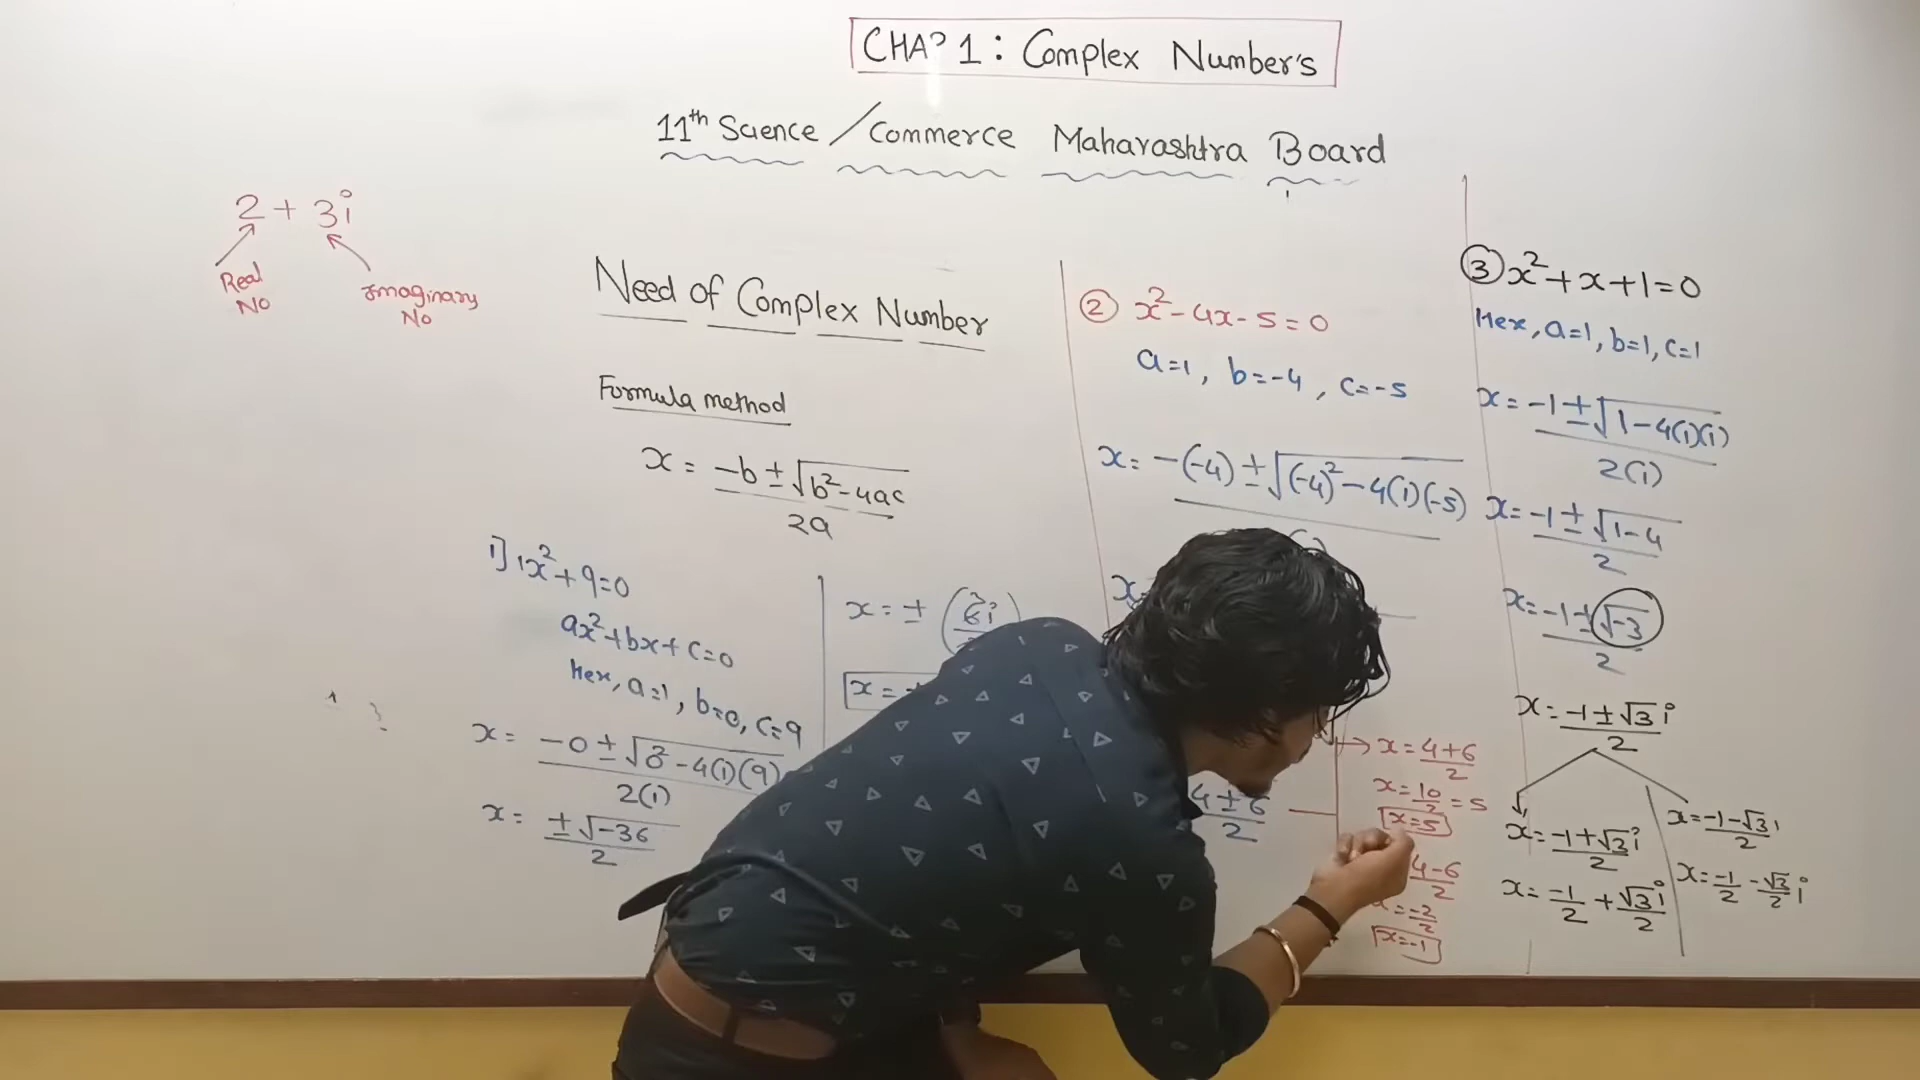 CHAP 1: Complex Number's
11th Science / Commerce Maharashtra Board
2 + 3i
Real No
Imaginary No
Need of Complex Number
Formula method
x = (-b ± √(b² - 4ac)) / 2a
1] 1x² + 9 = 0
ax² + bx + c = 0
Here, a=1, b=0, c=9
x = (-0 ± √(0 - 4(1)(9))) / 2(1)
x = ±√-36 / 2
x = ± (6i
x = ±
② x² - 4x - 5 = 0
a=1, b=-4, c=-5
x = (-(-4) ± √((-4)² - 4(1)(-5)))
x
4 ± 6 / 2
→ x = (4+6) / 2
x = 10/2 = 5
x=5
4-6 / 2
= -2/2
x=-1
③ x² + x + 1 = 0
Here, a=1, b=1, c=1
x = (-1 ± √(1 - 4(1)(1))) / 2(1)
x = (-1 ± √(1-4)) / 2
x = (-1 ± √-3) / 2
x = (-1 ± √3 i) / 2
x = (-1 + √3 i) / 2
x = -1/2 + √3 i / 2
x = (-1 - √3 i) / 2
x = -1/2 - √3/2 i